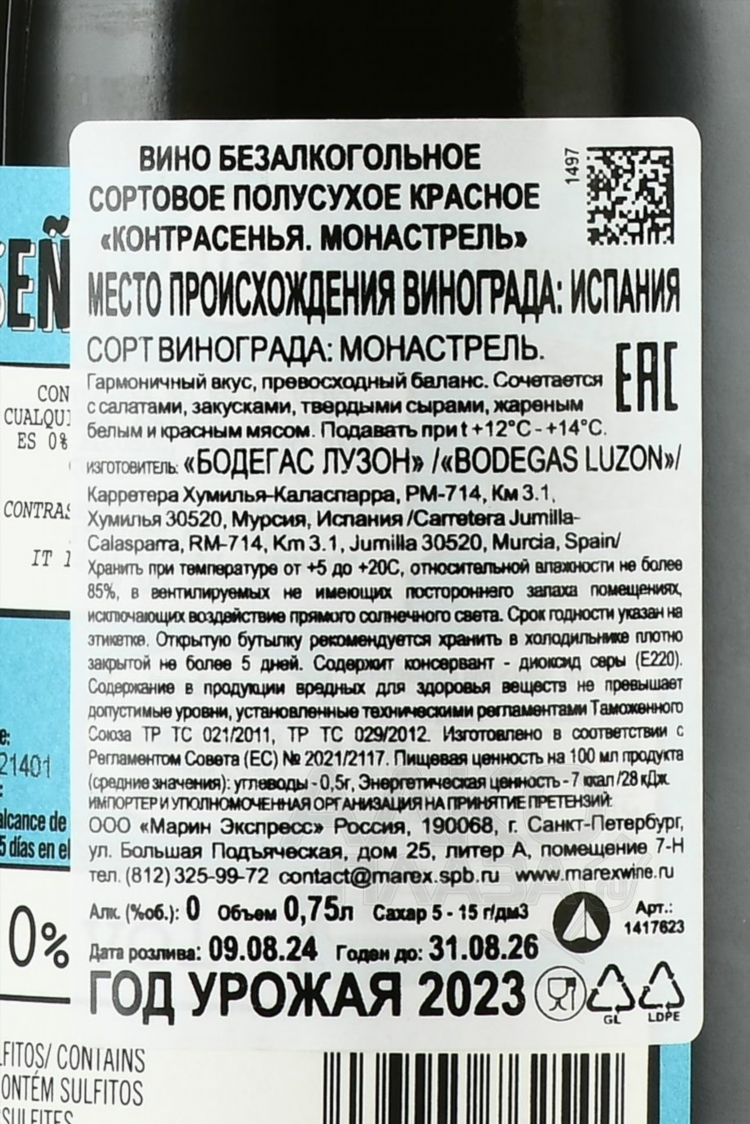 ВИНО БЕЗАЛКОГОЛЬНОЕ
СОРТОВОЕ ПОЛУСУХОЕ КРАСНОЕ
«КОНТРАСЕНЬЯ. МОНАСТРЕЛЬ»
1497
МЕСТО ПРОИСХОЖДЕНИЯ ВИНОГРАДА: ИСПАНИЯ
СОРТ ВИНОГРАДА: МОНАСТРЕЛЬ.
EAC
Гармоничный вкус, превосходный баланс. Сочетается
с салатами, закусками, твердыми сырами, жареным
белым и красным мясом. Подавать при t +12°C - +14°C.
ИЗГОТОВИТЕЛЬ: «БОДЕГАС ЛУЗОН» /«BODEGAS LUZON»/
Карретера Хумилья-Каласпарра, РМ-714, Км 3.1,
Хумилья 30520, Мурсия, Испания /Carretera Jumilla-
Calasparra, RM-714, Km 3.1, Jumilla 30520, Murcia, Spain/
Хранить при температуре от +5 до +20С, относительной влажности не более
85%, в вентилируемых не имеющих постороннего запаха помещениях,
исключающих воздействие прямого солнечного света. Срок годности указан на
этикетке. Открытую бутылку рекомендуется хранить в холодильнике плотно
закрытой не более 5 дней. Содержит консервант - диоксид серы (Е220).
Содержание в продукции вредных для здоровья веществ не превышает
допустимые уровни, установленные техническими регламентами Таможенного
Союза ТР ТС 021/2011, ТР ТС 029/2012. Изготовлено в соответствии с
Регламентом Совета (ЕС) № 2021/2117. Пищевая ценность на 100 мл продукта
(средние значения): углеводы - 0,5г, Энергетическая ценность - 7 ккал /28 кДж.
ИМПОРТЕР И УПОЛНОМОЧЕННАЯ ОРГАНИЗАЦИЯ НА ПРИНЯТИЕ ПРЕТЕНЗИЙ:
ООО «Марин Экспресс» Россия, 190068, г. Санкт-Петербург,
ул. Большая Подъяческая, дом 25, литер А, помещение 7-Н
тел. (812) 325-99-72 contact@marex.spb.ru www.marexwine.ru
Алк. (%об.): 0 Объем 0,75л Сахар 5 - 15 г/дм3
Арт.:
1417623
Дата розлива: 09.08.24 Годен до: 31.08.26
ГОД УРОЖАЯ 2023
GL LDPE
EÑ
CON
CUALQU
ES 0%
CONTRAS
IT
e:
21401
alcance de
5 días en el
0%
LFITOS/ CONTAINS
ONTÉM SULFITOS
SULFITES